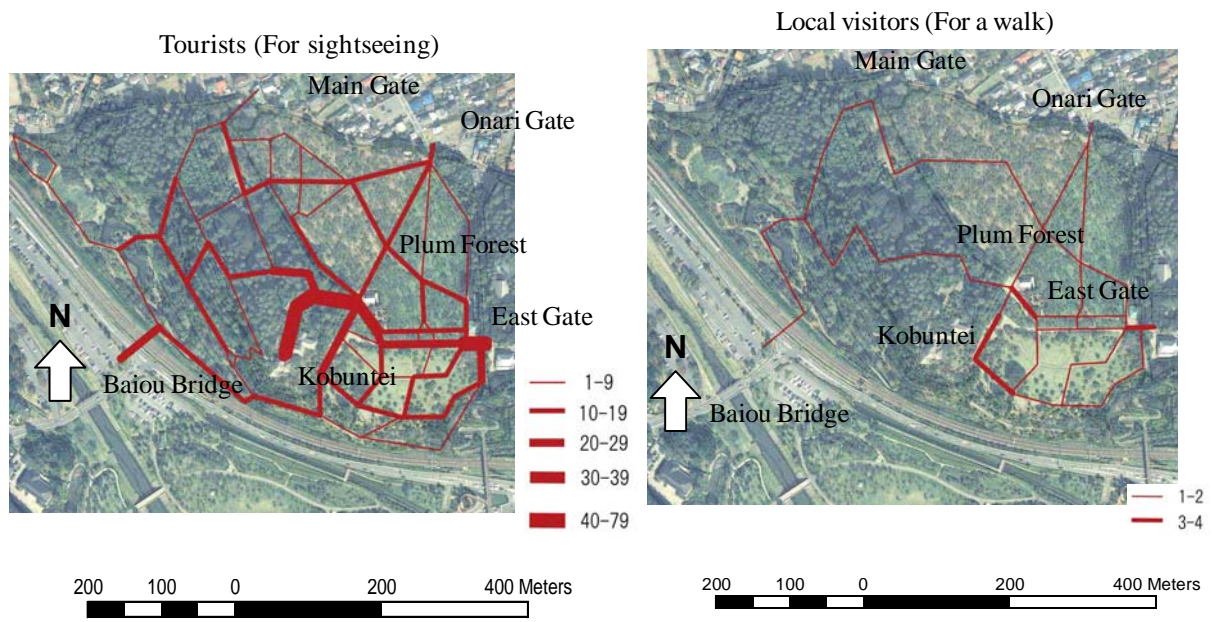 Tourists (For sightseeing)
Main Gate
Onari Gate
Plum Forest
East Gate
N
Baiou Bridge
Kobuntei
1-9
10-19
20-29
30-39
40-79
200 100 0 200 400 Meters
Local visitors (For a walk)
Main Gate
Onari Gate
Plum Forest
East Gate
Kobuntei
N
Baiou Bridge
1-2
3-4
200 100 0 200 400 Meters